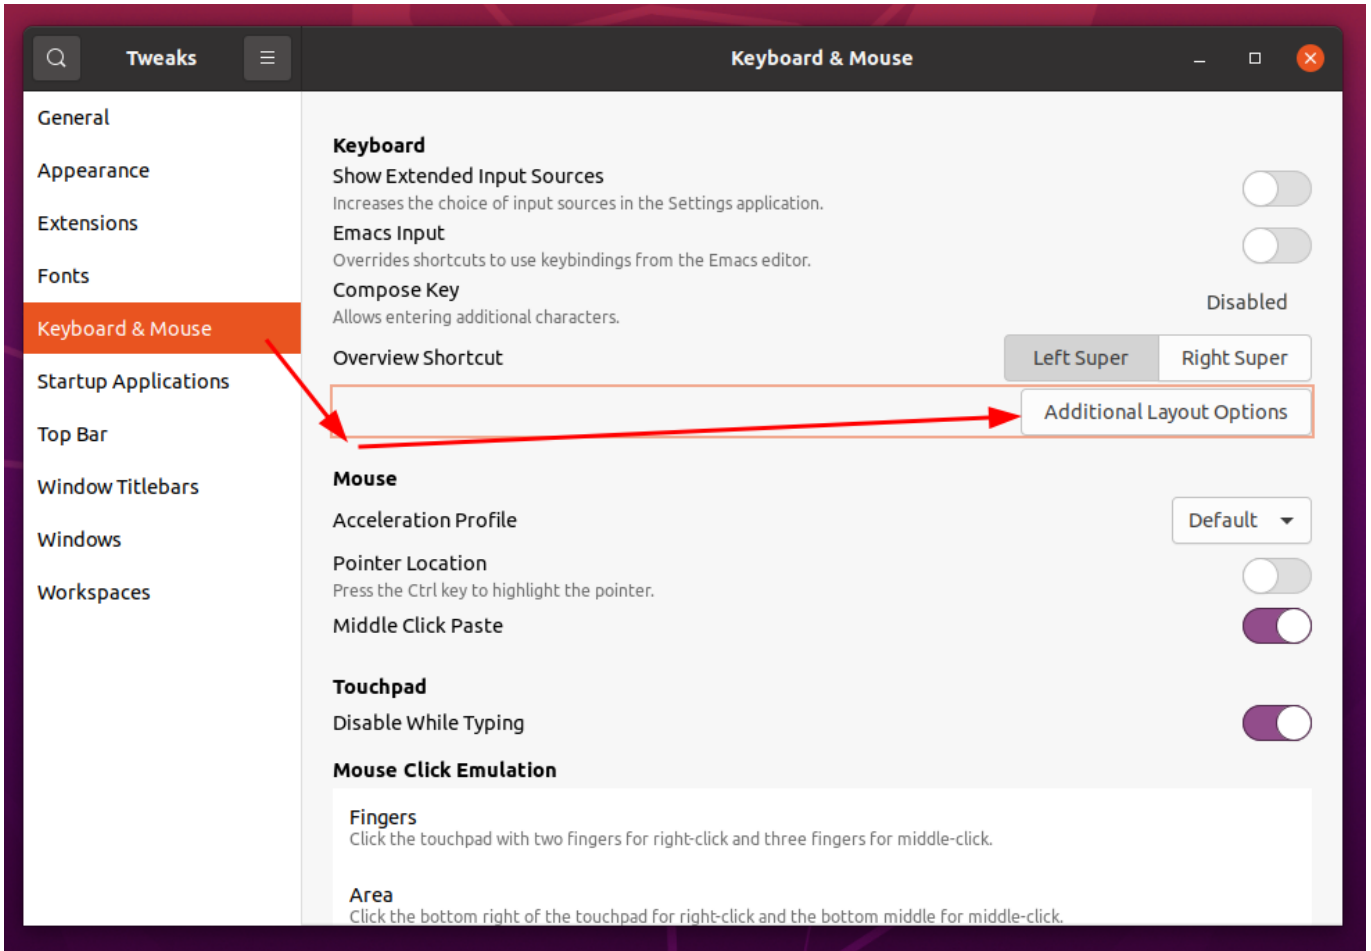 Tweaks
Keyboard & Mouse
General
Appearance
Extensions
Fonts
Keyboard & Mouse
Startup Applications
Top Bar
Window Titlebars
Windows
Workspaces
Keyboard
Show Extended Input Sources
Increases the choice of input sources in the Settings application.
Emacs Input
Overrides shortcuts to use keybindings from the Emacs editor.
Compose Key
Allows entering additional characters.
Disabled
Overview Shortcut
Left Super
Right Super
Additional Layout Options
Mouse
Acceleration Profile
Default
Pointer Location
Press the Ctrl key to highlight the pointer.
Middle Click Paste
Touchpad
Disable While Typing
Mouse Click Emulation
Fingers
Click the touchpad with two fingers for right-click and three fingers for middle-click.
Area
Click the bottom right of the touchpad for right-click and the bottom middle for middle-click.